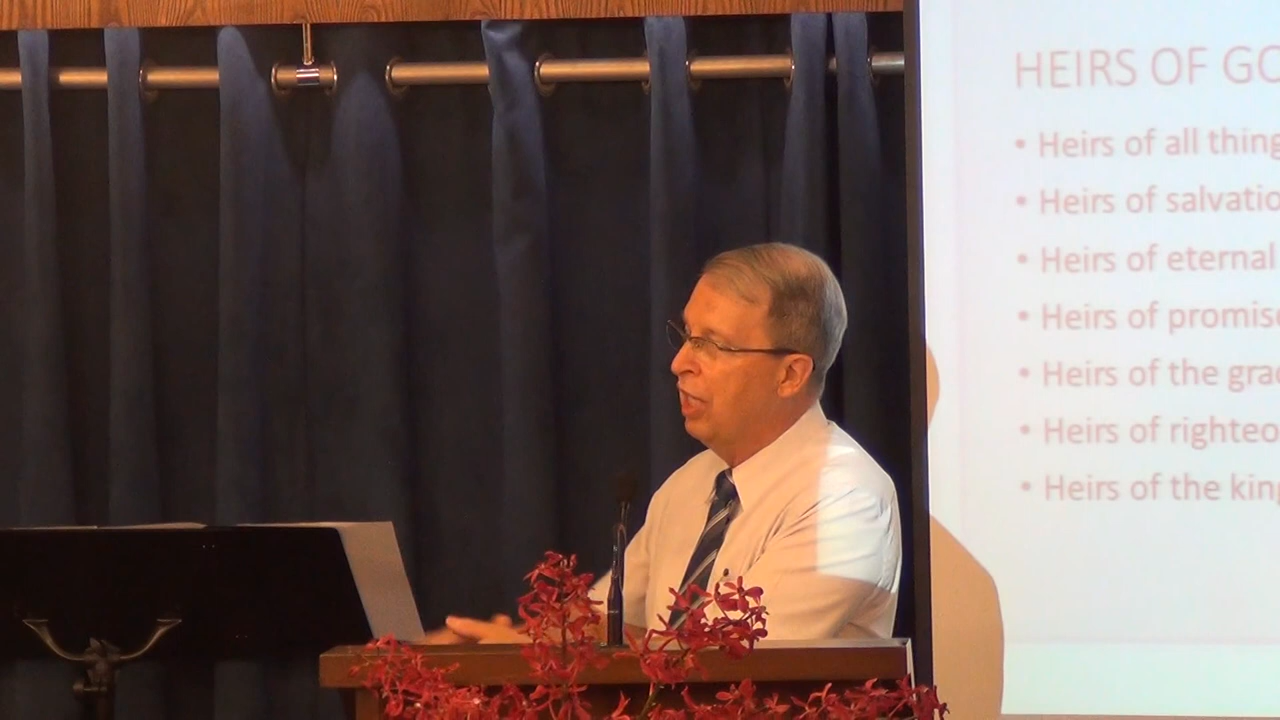 HEIRS OF GO
• Heirs of all thing
• Heirs of salvatio
• Heirs of eternal
• Heirs of promise
• Heirs of the grac
• Heirs of righteo
• Heirs of the king